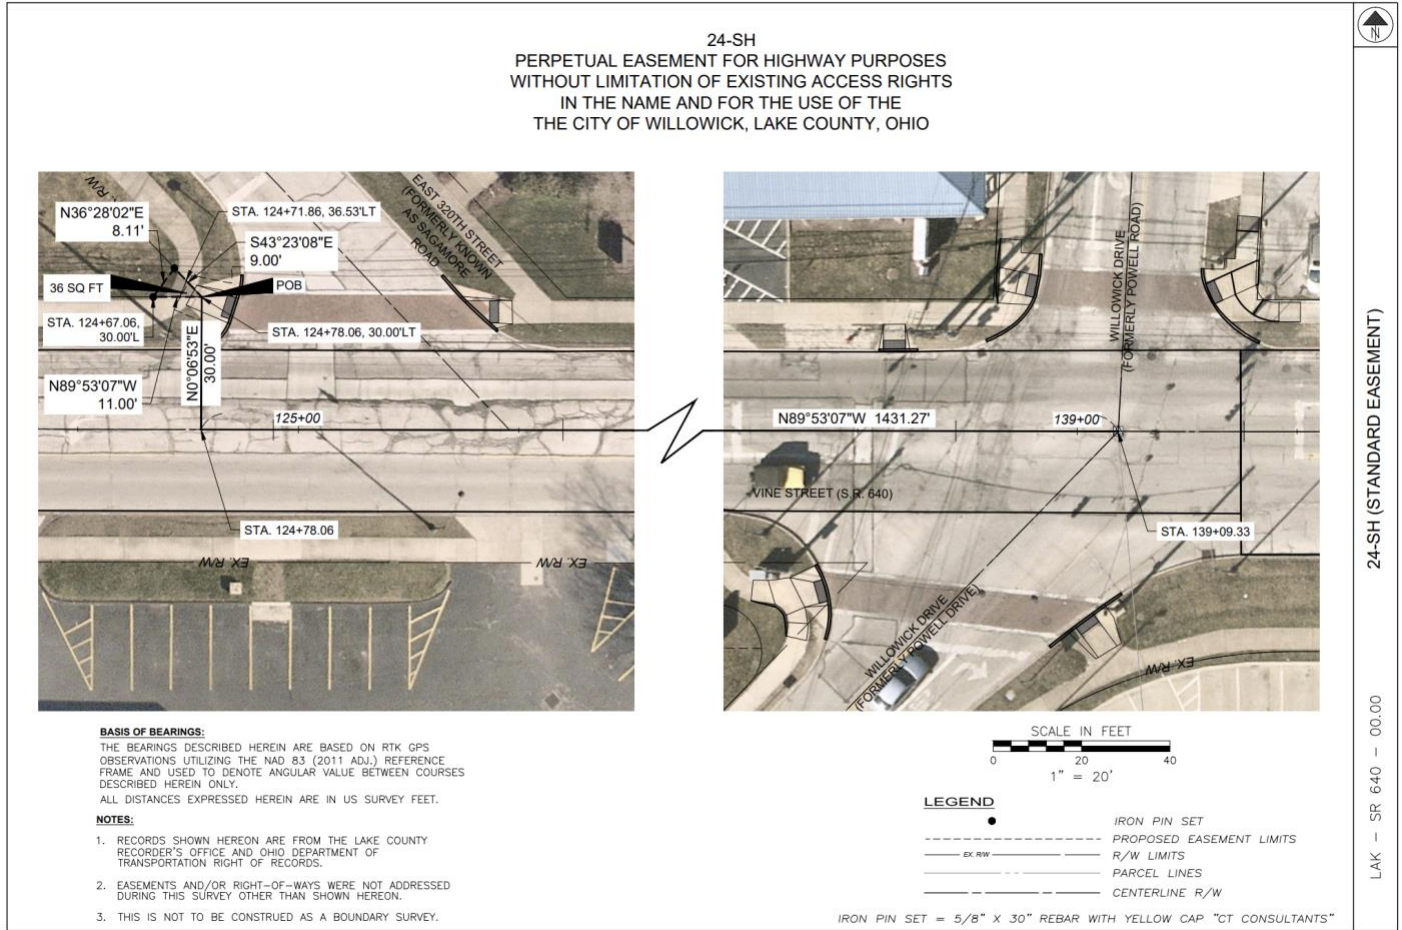 24-SH
PERPETUAL EASEMENT FOR HIGHWAY PURPOSES
WITHOUT LIMITATION OF EXISTING ACCESS RIGHTS
IN THE NAME AND FOR THE USE OF THE
THE CITY OF WILLOWICK, LAKE COUNTY, OHIO
N
R/W
N36°28'02"E
8.11'
STA. 124+71.86, 36.53'LT
S43°23'08"E
9.00'
EAST 320TH STREET
(FORMERLY KNOWN
AS SAGAMORE
ROAD
36 SQ FT
POB
STA. 124+67.06,
30.00'L
STA. 124+78.06, 30.00'LT
N0°06'53"E
30.00'
N89°53'07"W
11.00'
125+00
STA. 124+78.06
EX. R/W
EX. R/W
WILLOWICK DRIVE
(FORMERLY POWELL ROAD)
N89°53'07"W 1431.27'
139+00
VINE STREET (S.R. 640)
STA. 139+09.33
WILLOWICK DRIVE
(FORMERLY POWELL DRIVE)
EX. R/W
BASIS OF BEARINGS:
THE BEARINGS DESCRIBED HEREIN ARE BASED ON RTK GPS
OBSERVATIONS UTILIZING THE NAD 83 (2011 ADJ.) REFERENCE
FRAME AND USED TO DENOTE ANGULAR VALUE BETWEEN COURSES
DESCRIBED HEREIN ONLY.
ALL DISTANCES EXPRESSED HEREIN ARE IN US SURVEY FEET.
NOTES:
1. RECORDS SHOWN HEREON ARE FROM THE LAKE COUNTY
RECORDER'S OFFICE AND OHIO DEPARTMENT OF
TRANSPORTATION RIGHT OF RECORDS.
2. EASEMENTS AND/OR RIGHT-OF-WAYS WERE NOT ADDRESSED
DURING THIS SURVEY OTHER THAN SHOWN HEREON.
3. THIS IS NOT TO BE CONSTRUED AS A BOUNDARY SURVEY.
SCALE IN FEET
0 20 40
1" = 20'
LEGEND
IRON PIN SET
PROPOSED EASEMENT LIMITS
EX. R/W R/W LIMITS
PARCEL LINES
CENTERLINE R/W
IRON PIN SET = 5/8" X 30" REBAR WITH YELLOW CAP "CT CONSULTANTS"
24-SH (STANDARD EASEMENT)
LAK - SR 640 - 00.00